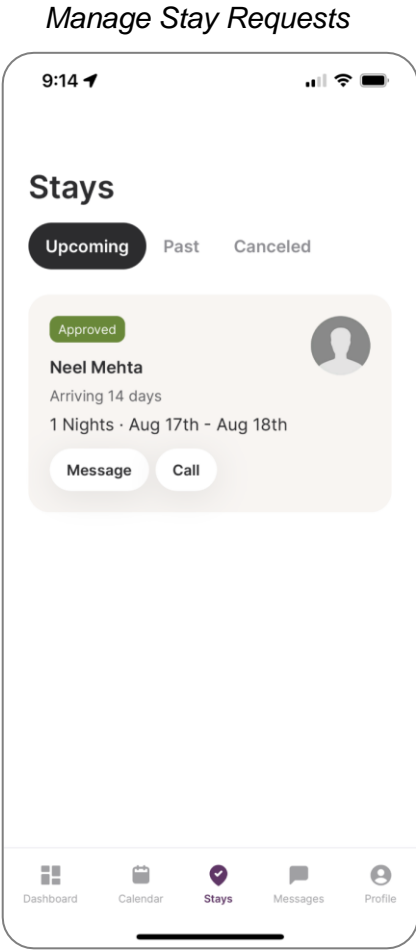 Manage Stay Requests
9:14
Stays
Upcoming Past Canceled
Approved
Neel Mehta
Arriving 14 days
1 Nights · Aug 17th - Aug 18th
Message Call
Dashboard Calendar Stays Messages Profile